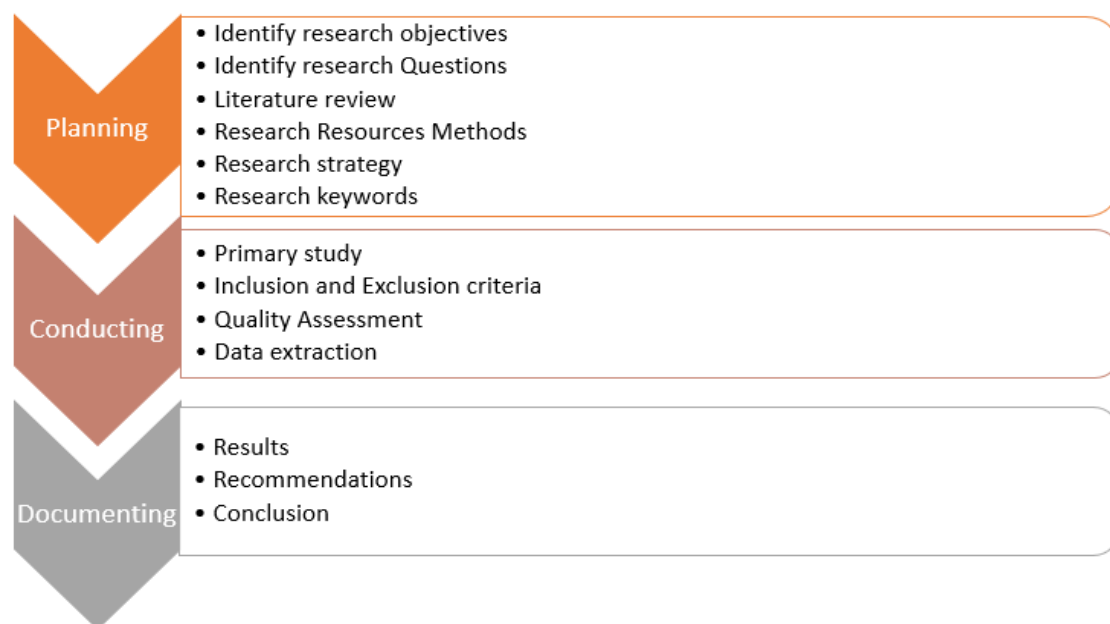 Planning
• Identify research objectives
• Identify research Questions
• Literature review
• Research Resources Methods
• Research strategy
• Research keywords
Conducting
• Primary study
• Inclusion and Exclusion criteria
• Quality Assessment
• Data extraction
Documenting
• Results
• Recommendations
• Conclusion